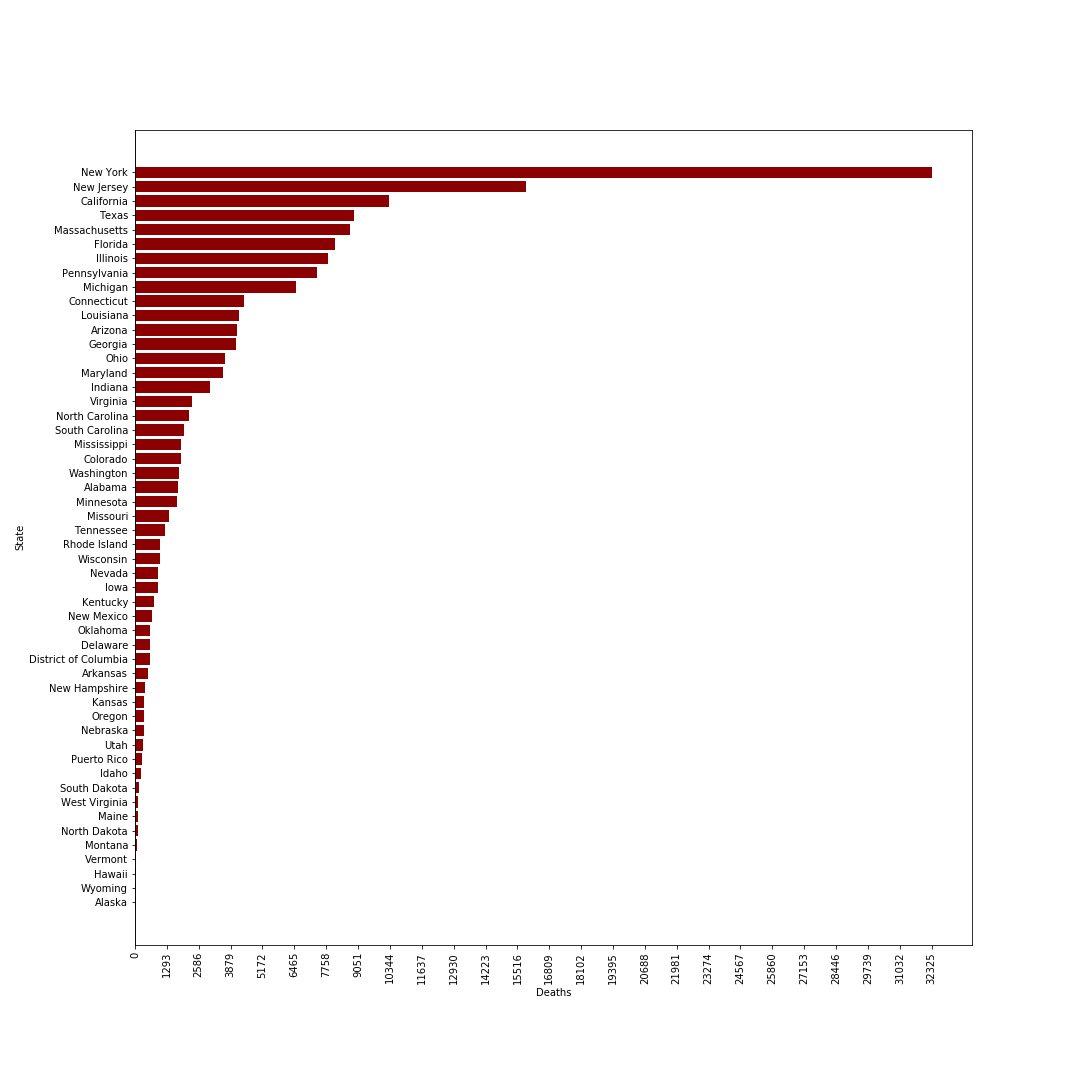 New York
New Jersey
California
Texas
Massachusetts
Florida
Illinois
Pennsylvania
Michigan
Connecticut
Louisiana
Arizona
Georgia
Ohio
Maryland
Indiana
Virginia
North Carolina
South Carolina
Mississippi
Colorado
Washington
Alabama
Minnesota
Missouri
Tennessee
Rhode Island
Wisconsin
Nevada
Iowa
Kentucky
New Mexico
Oklahoma
Delaware
District of Columbia
Arkansas
New Hampshire
Kansas
Oregon
Nebraska
Utah
Puerto Rico
Idaho
South Dakota
West Virginia
Maine
North Dakota
Montana
Vermont
Hawaii
Wyoming
Alaska
State
0
1293
2586
3879
5172
6465
7758
9051
10344
11637
12930
14223
15516
16809
18102
19395
20688
21981
23274
24567
25860
27153
28446
29739
31032
32325
Deaths